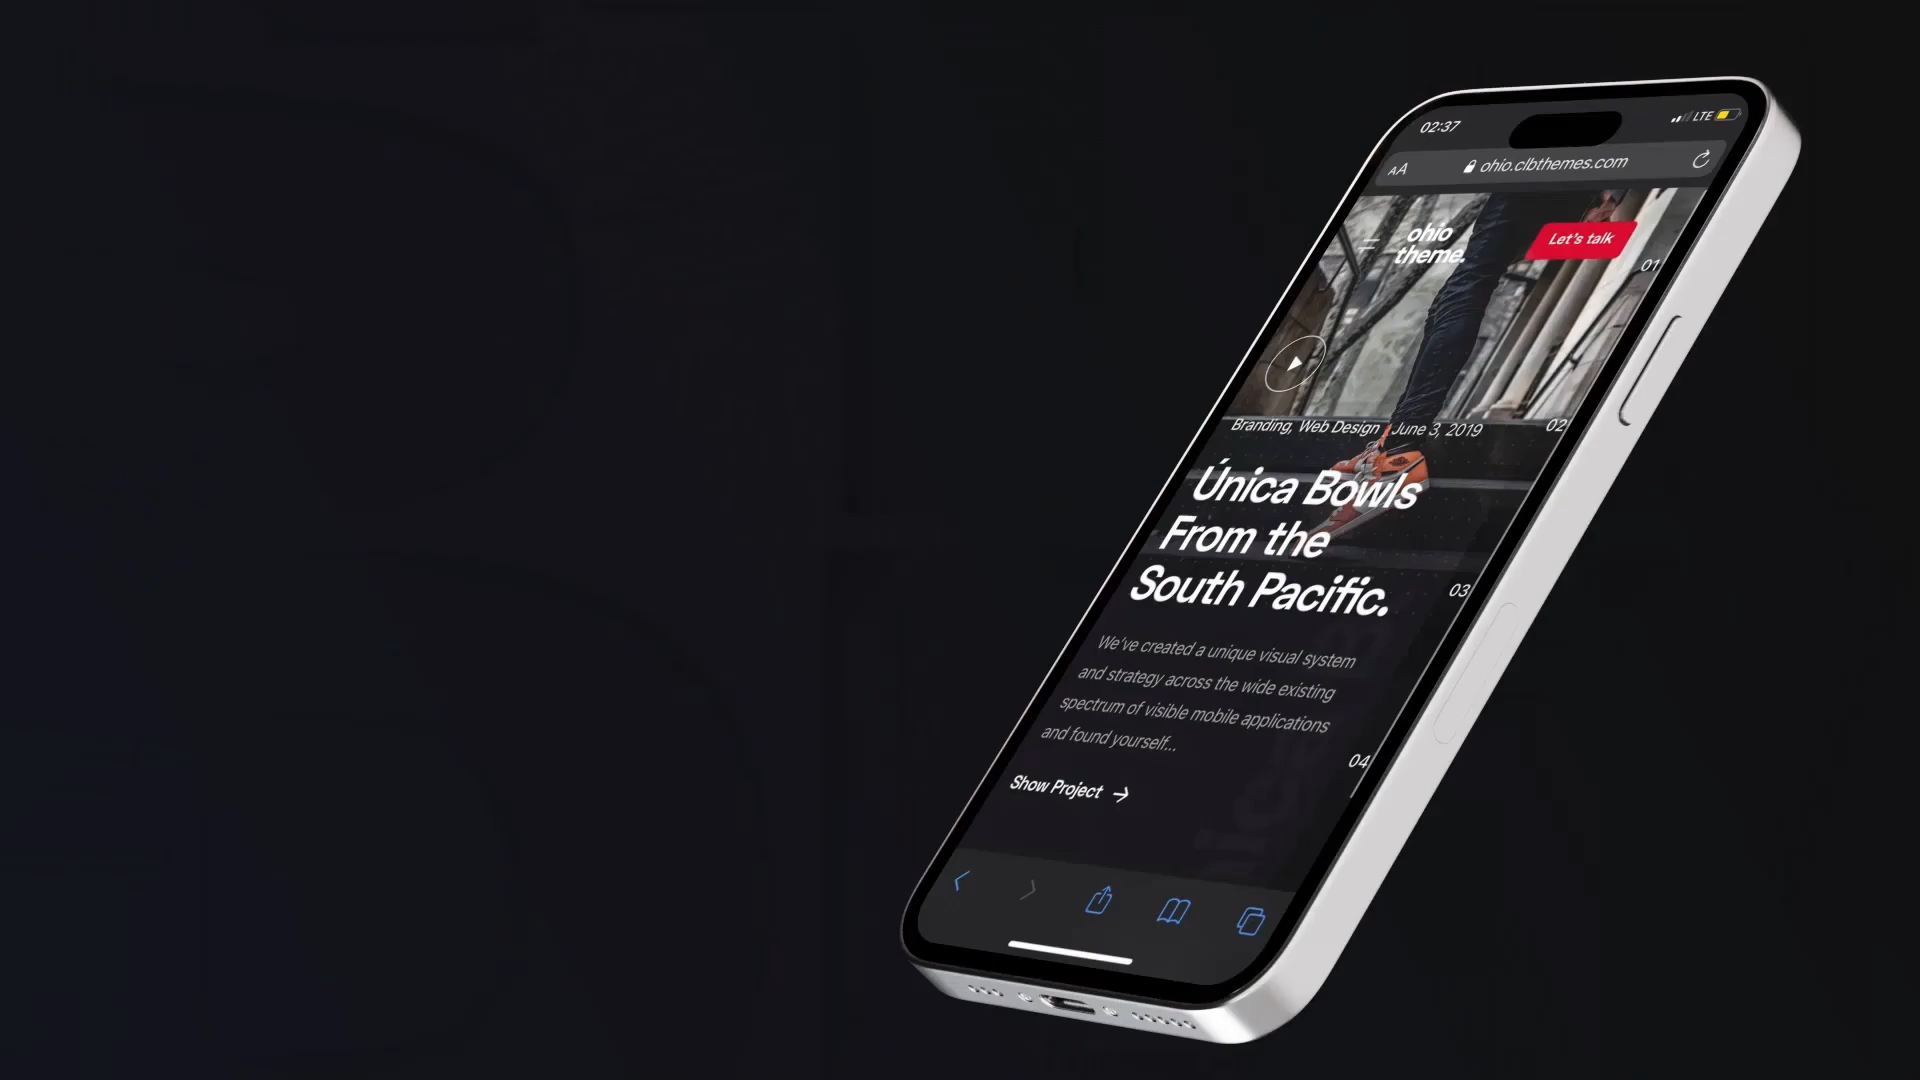 02:37
LTE
AA
ohio.clbthemes.com
ohio
theme.
Let's talk
01
Branding, Web Design
June 3, 2019
02
Única Bowls
From the
South Pacific.
03
We've created a unique visual system
and strategy across the wide existing
spectrum of visible mobile applications
and found yourself...
04
Show Project →